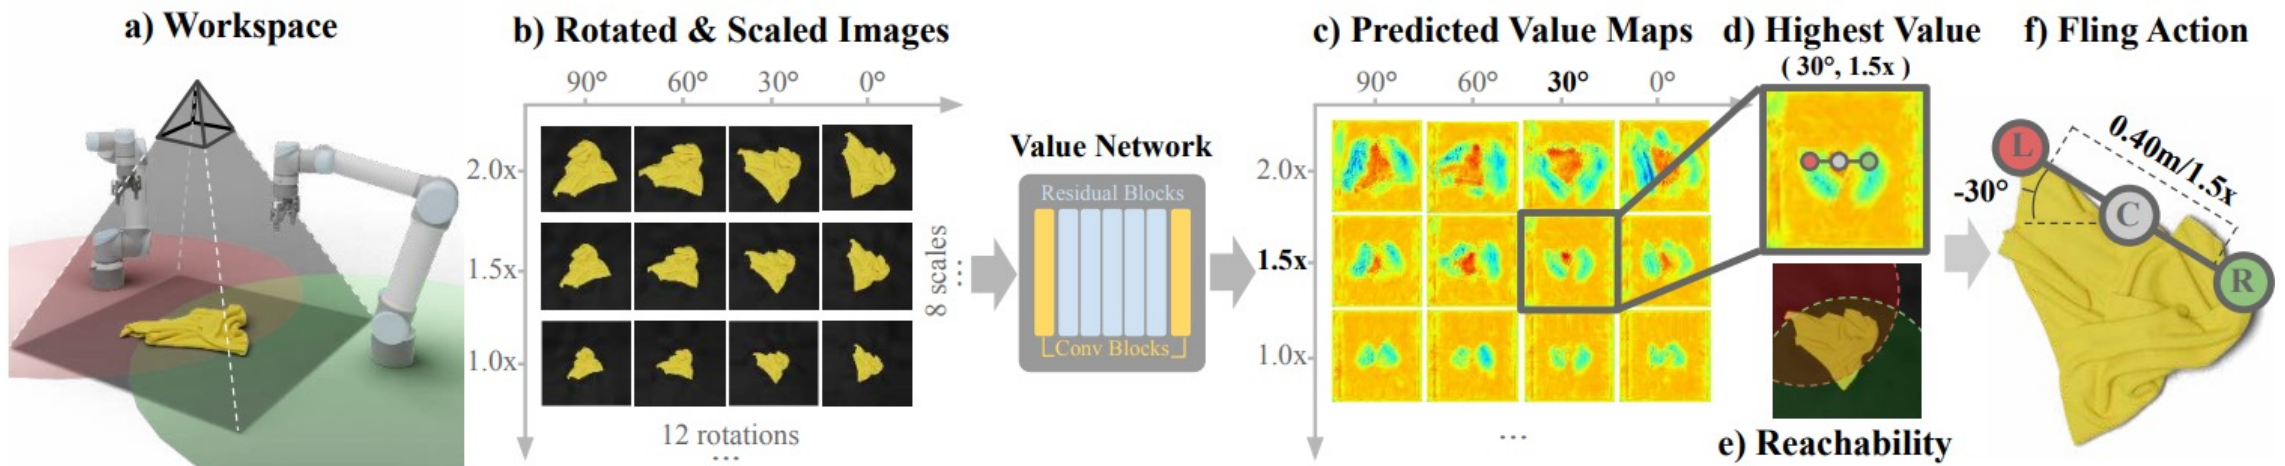 a) Workspace
b) Rotated & Scaled Images
90° 60° 30° 0°
2.0x
1.5x
1.0x
8 scales
...
12 rotations
...
Value Network
Residual Blocks
Conv Blocks
c) Predicted Value Maps
90° 60° 30° 0°
2.0x
1.5x
1.0x
...
d) Highest Value
( 30°, 1.5x )
e) Reachability
f) Fling Action
L
0.40m/1.5x
-30°
C
R